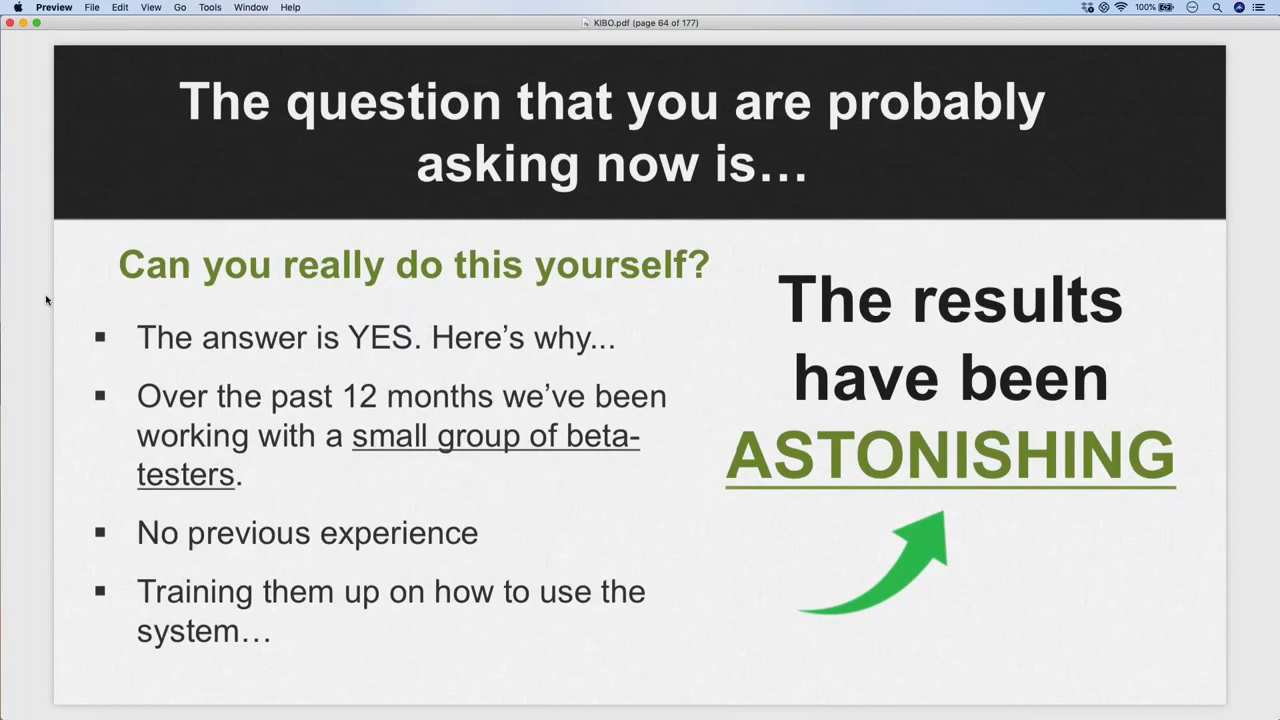 Preview File Edit View Go Tools Window Help
100%
KIBO.pdf (page 64 of 177)
The question that you are probably
asking now is…
Can you really do this yourself?
▪ The answer is YES. Here’s why...
▪ Over the past 12 months we’ve been
working with a small group of beta-
testers.
▪ No previous experience
▪ Training them up on how to use the
system…
The results
have been
ASTONISHING